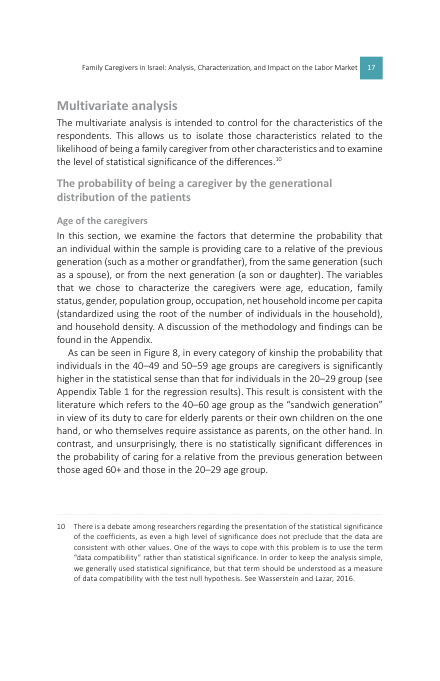 Family Caregivers in Israel: Analysis, Characterization, and Impact on the Labor Market 17
Multivariate analysis
The multivariate analysis is intended to control for the characteristics of the
respondents. This allows us to isolate those characteristics related to the
likelihood of being a family caregiver from other characteristics and to examine
the level of statistical significance of the differences.10
The probability of being a caregiver by the generational
distribution of the patients
Age of the caregivers
In this section, we examine the factors that determine the probability that
an individual within the sample is providing care to a relative of the previous
generation (such as a mother or grandfather), from the same generation (such
as a spouse), or from the next generation (a son or daughter). The variables
that we chose to characterize the caregivers were age, education, family
status, gender, population group, occupation, net household income per capita
(standardized using the root of the number of individuals in the household),
and household density. A discussion of the methodology and findings can be
found in the Appendix.
As can be seen in Figure 8, in every category of kinship the probability that
individuals in the 40–49 and 50–59 age groups are caregivers is significantly
higher in the statistical sense than that for individuals in the 20–29 group (see
Appendix Table 1 for the regression results). This result is consistent with the
literature which refers to the 40–60 age group as the “sandwich generation”
in view of its duty to care for elderly parents or their own children on the one
hand, or who themselves require assistance as parents, on the other hand. In
contrast, and unsurprisingly, there is no statistically significant differences in
the probability of caring for a relative from the previous generation between
those aged 60+ and those in the 20–29 age group.
10 There is a debate among researchers regarding the presentation of the statistical significance
of the coefficients, as even a high level of significance does not preclude that the data are
consistent with other values. One of the ways to cope with this problem is to use the term
“data compatibility” rather than statistical significance. In order to keep the analysis simple,
we generally used statistical significance, but that term should be understood as a measure
of data compatibility with the test null hypothesis. See Wasserstein and Lazar, 2016.